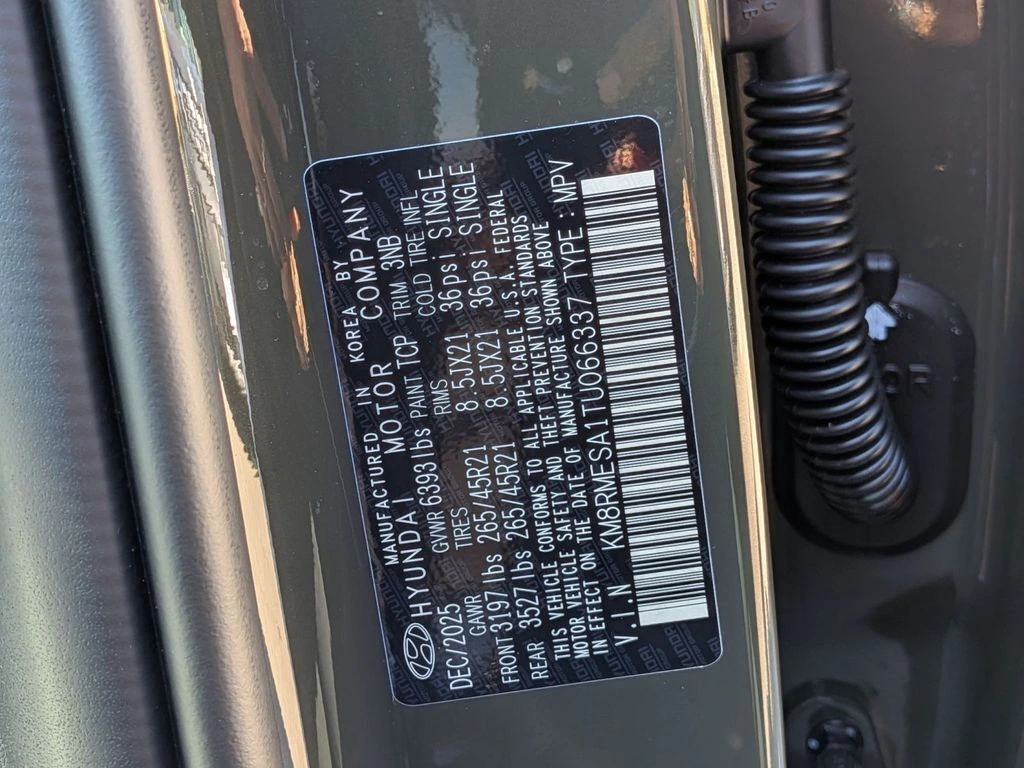 MANUFACTURED IN KOREA BY
HYUNDAI MOTOR COMPANY
DEC/2025 GVWR 6393lbs PAINT TCP TRIM 3NB
GAWR TIRES RIMS COLD TIRE INFL
FRONT 3197lbs 265/45R21 8.5JX21 36psi SINGLE
REAR 3527lbs 265/45R21 8.5JX21 36psi SINGLE
THIS VEHICLE CONFORMS TO ALL APPLICABLE U.S.A. FEDERAL
MOTOR VEHICLE SAFETY AND THEFT PREVENTION STANDARDS
IN EFFECT ON THE DATE OF MANUFACTURE SHOWN ABOVE
V.I.N KM8RMESA1TU066337 TYPE : MPV